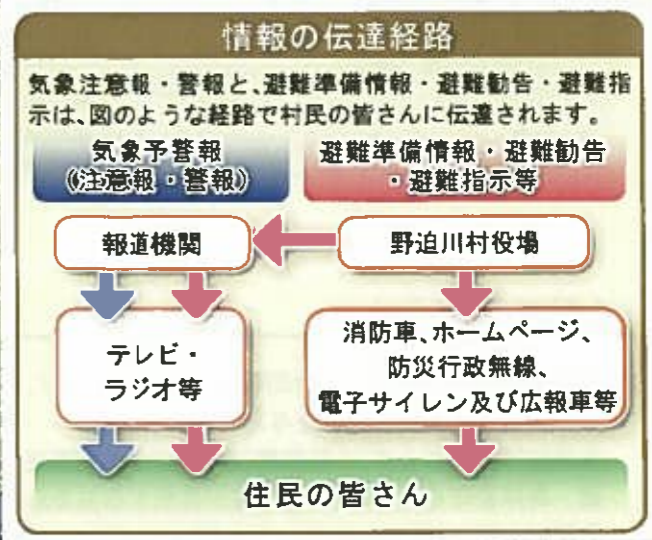 情報の伝達経路
気象注意報・警報と、避難準備情報・避難勧告・避難指
示は、図のような経路で村民の皆さんに伝達されます。
気象予警報
(注意報・警報)
避難準備情報・避難勧告
・避難指示等
報道機関
野迫川村役場
テレビ・
ラジオ等
消防車、ホームページ、
防災行政無線、
電子サイレン及び広報車等
住民の皆さん